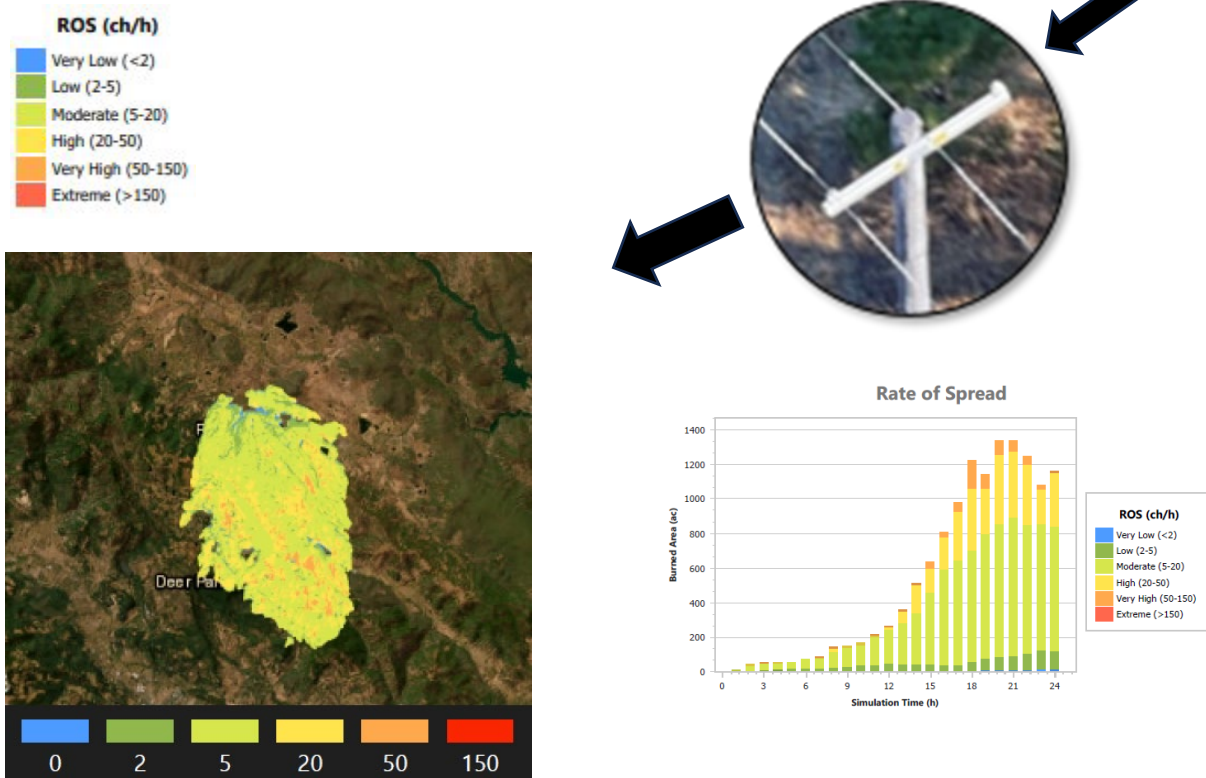 ROS (ch/h)
Very Low (<2)
Low (2-5)
Moderate (5-20)
High (20-50)
Very High (50-150)
Extreme (>150)
Deer
0 2 5 20 50 150
Rate of Spread
Burned Area (ac)
1400
1200
1000
800
600
400
200
0
0 3 6 9 12 15 18 21 24
Simulation Time (h)
ROS (ch/h)
Very Low (<2)
Low (2-5)
Moderate (5-20)
High (20-50)
Very High (50-150)
Extreme (>150)